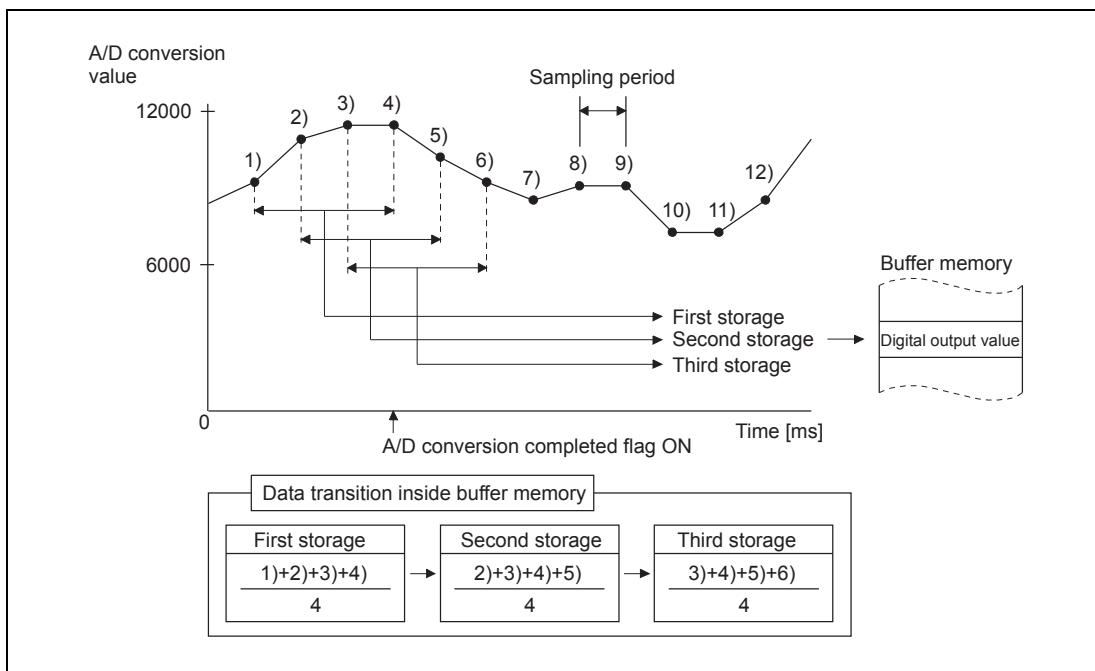 A/D conversion
value
Sampling period
12000
1)
2)
3)
4)
5)
6)
7)
8)
9)
10)
11)
12)
6000
Buffer memory
First storage
Second storage
Digital output value
Third storage
0
Time [ms]
A/D conversion completed flag ON
Data transition inside buffer memory
First storage
1)+2)+3)+4)
4
Second storage
2)+3)+4)+5)
4
Third storage
3)+4)+5)+6)
4